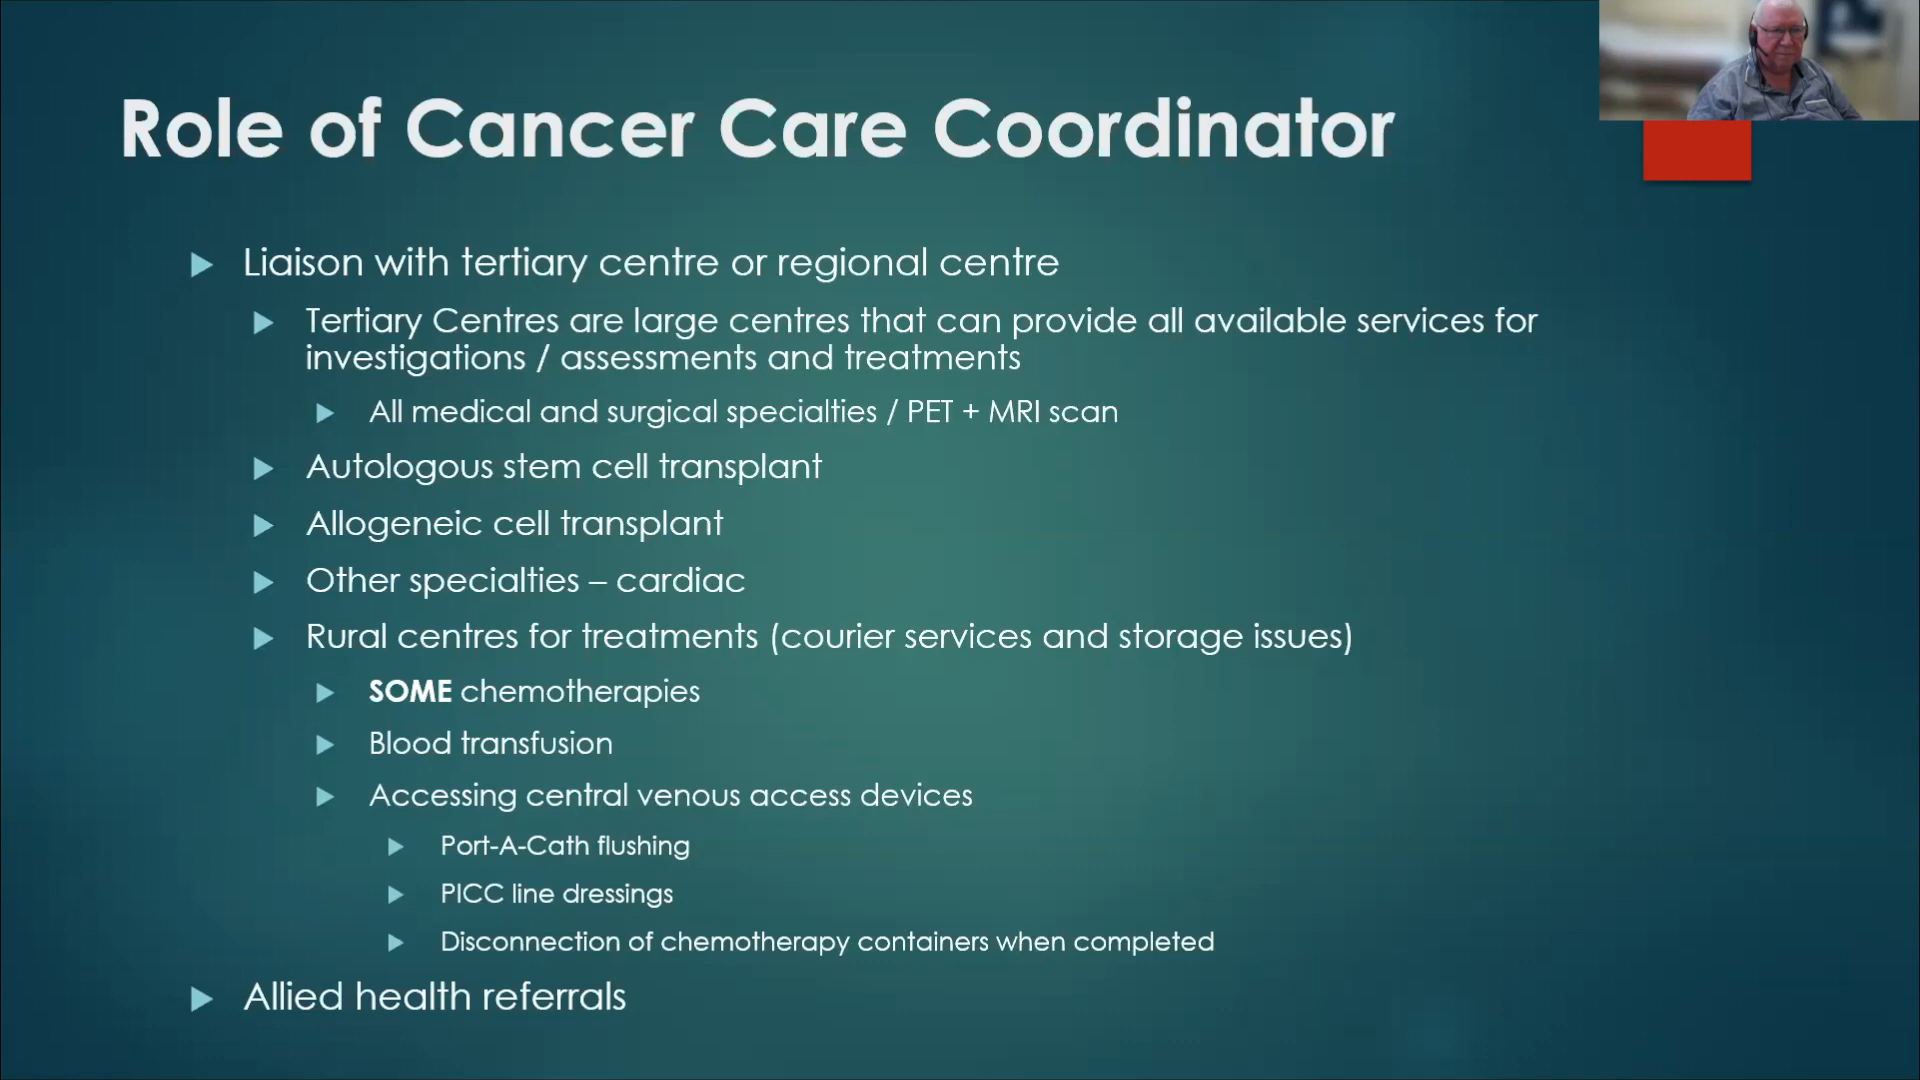 Role of Cancer Care Coordinator
Liaison with tertiary centre or regional centre
Tertiary Centres are large centres that can provide all available services for
investigations / assessments and treatments
All medical and surgical specialties / PET + MRI scan
Autologous stem cell transplant
Allogeneic cell transplant
Other specialties – cardiac
Rural centres for treatments (courier services and storage issues)
SOME chemotherapies
Blood transfusion
Accessing central venous access devices
Port-A-Cath flushing
PICC line dressings
Disconnection of chemotherapy containers when completed
Allied health referrals